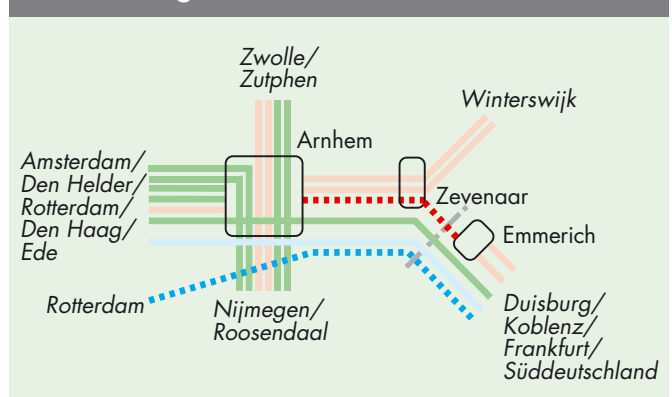 Zwolle/
Zutphen
Winterswijk
Arnhem
Amsterdam/
Den Helder/
Rotterdam/
Den Haag/
Ede
Zevenaar
Emmerich
Rotterdam
Nijmegen/
Roosendaal
Duisburg/
Koblenz/
Frankfurt/
Süddeutschland